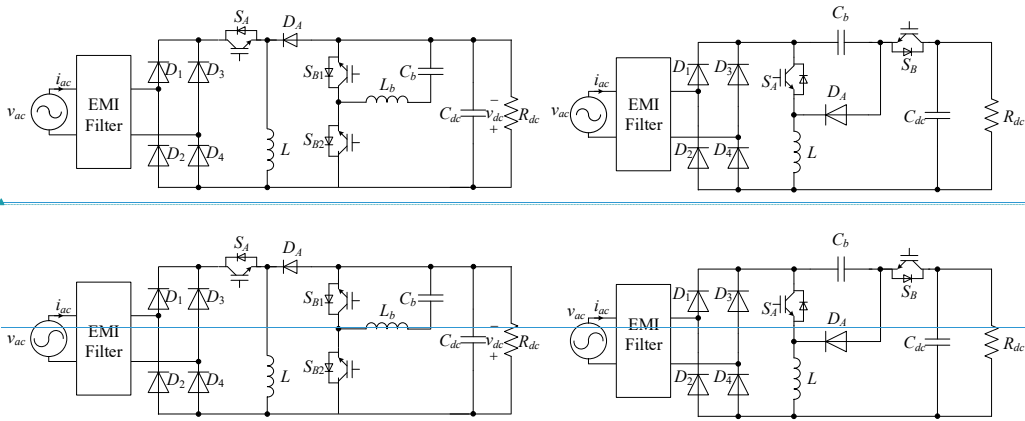 S_A D_A
D_1 D_3 S_B1 C_b
i_ac
v_ac EMI Filter L_b
C_dc − v_dc + R_dc
D_2 D_4 L S_B2
C_b
S_B
D_1 D_3 S_A
i_ac
v_ac EMI Filter D_A C_dc R_dc
D_2 D_4 L
S_A D_A
D_1 D_3 S_B1 C_b
i_ac
v_ac EMI Filter L_b
C_dc − v_dc + R_dc
D_2 D_4 L S_B2
C_b
S_B
D_1 D_3 S_A
i_ac
v_ac EMI Filter D_A C_dc R_dc
D_2 D_4 L